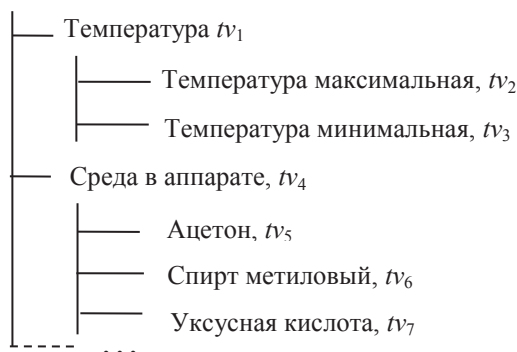 Температура tv₁
Температура максимальная, tv₂
Температура минимальная, tv₃
Среда в аппарате, tv₄
Ацетон, tv₅
Спирт метиловый, tv₆
Уксусная кислота, tv₇
...